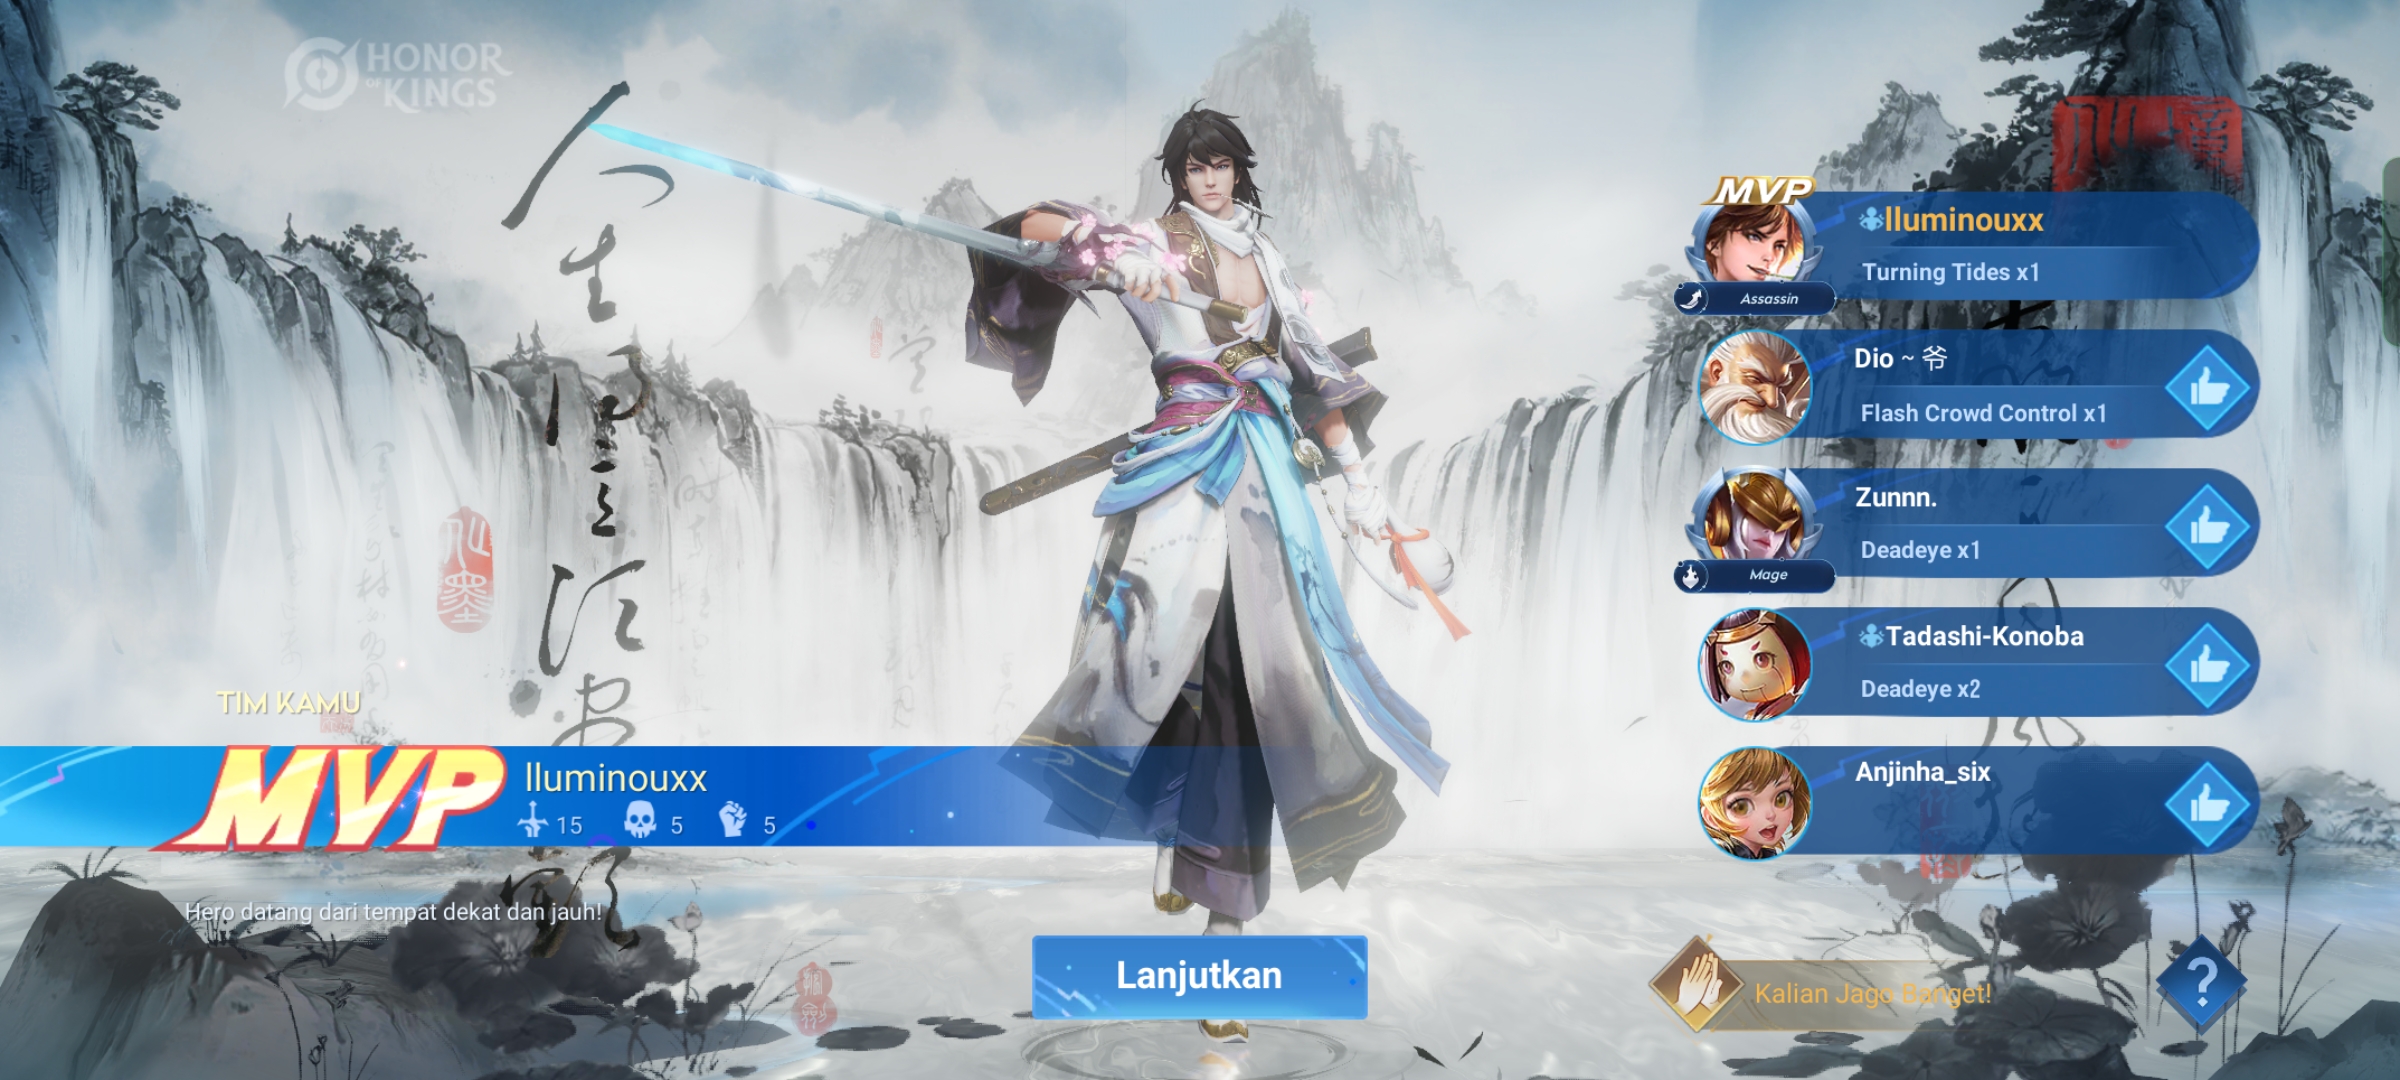 HONOR
OF KINGS
人生
TIM KAMU
MVP
lluminouxx
15 5 5
Hero datang dari tempat dekat dan jauh!
Lanjutkan
MVP
lluminouxx
Turning Tides x1
Assassin
Dio ~ 爷
Flash Crowd Control x1
Zunnn.
Deadeye x1
Mage
Tadashi-Konoba
Deadeye x2
Anjinha_six
Kalian Jago Banget!
?